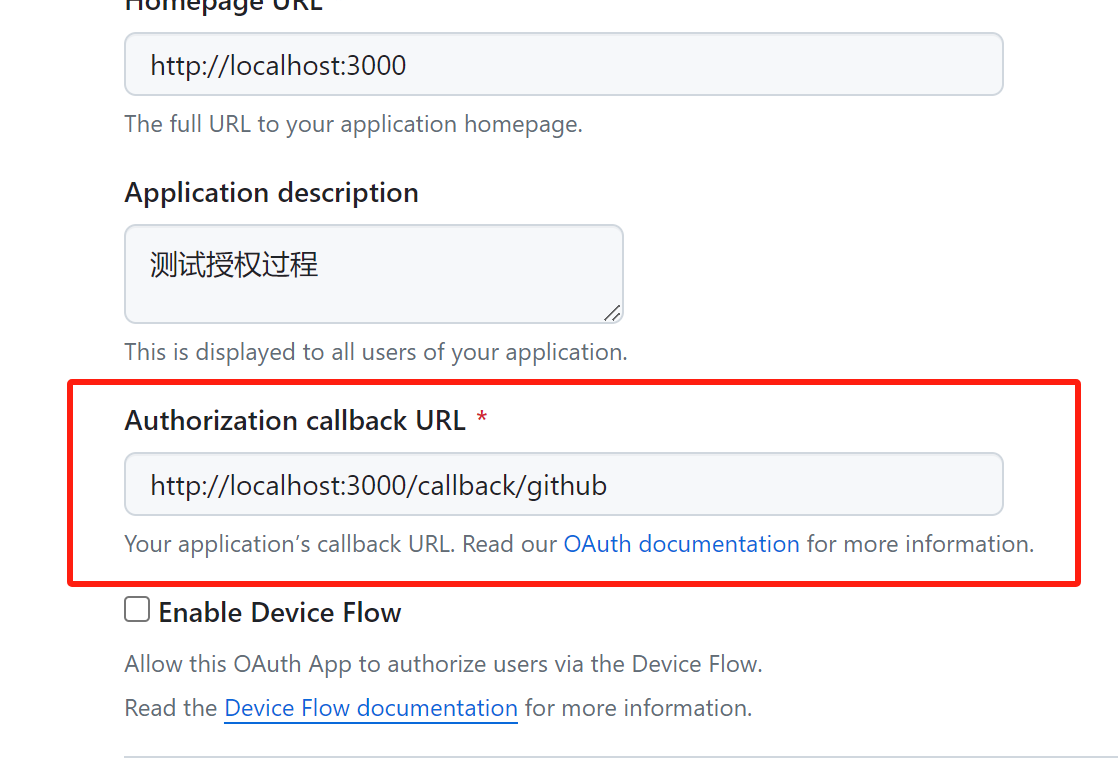 Homepage URL
http://localhost:3000
The full URL to your application homepage.
Application description
测试授权过程
This is displayed to all users of your application.
Authorization callback URL *
http://localhost:3000/callback/github
Your application’s callback URL. Read our OAuth documentation for more information.
Enable Device Flow
Allow this OAuth App to authorize users via the Device Flow.
Read the Device Flow documentation for more information.